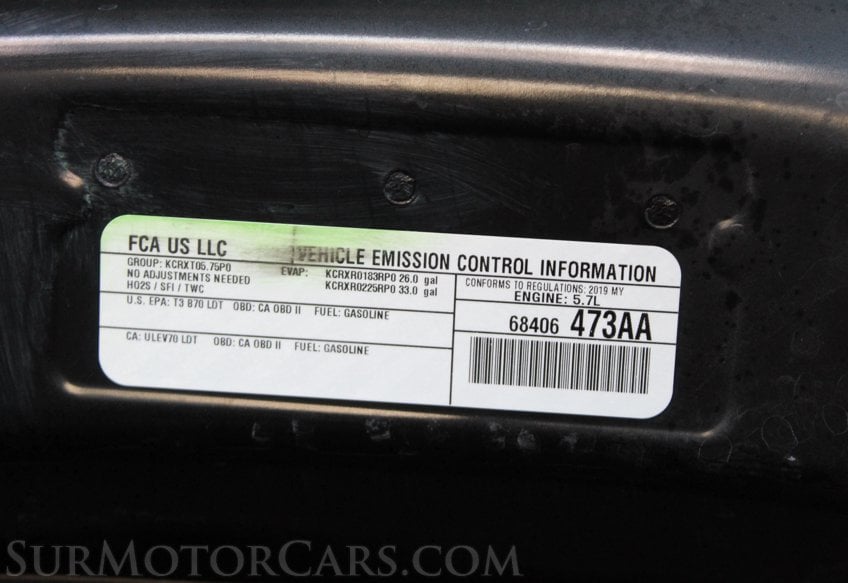 FCA US LLC VEHICLE EMISSION CONTROL INFORMATION
GROUP: KCRXT05.75P0 EVAP: KCRXR0183RP0 26.0 gal
NO ADJUSTMENTS NEEDED KCRXR0225RP0 33.0 gal
HO2S / SFI / TWC
CONFORMS TO REGULATIONS: 2019 MY
ENGINE: 5.7L
U.S. EPA: T3 B70 LDT OBD: CA OBD II FUEL: GASOLINE
68406 473AA
CA: ULEV70 LDT OBD: CA OBD II FUEL: GASOLINE
SURMOTORCARS.COM